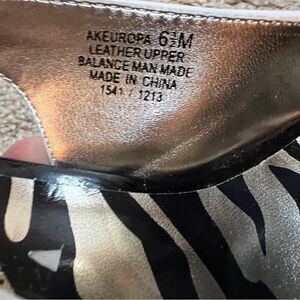 AKEUROPA 6½M
LEATHER UPPER
BALANCE MAN MADE
MADE IN CHINA
1541 / 1213